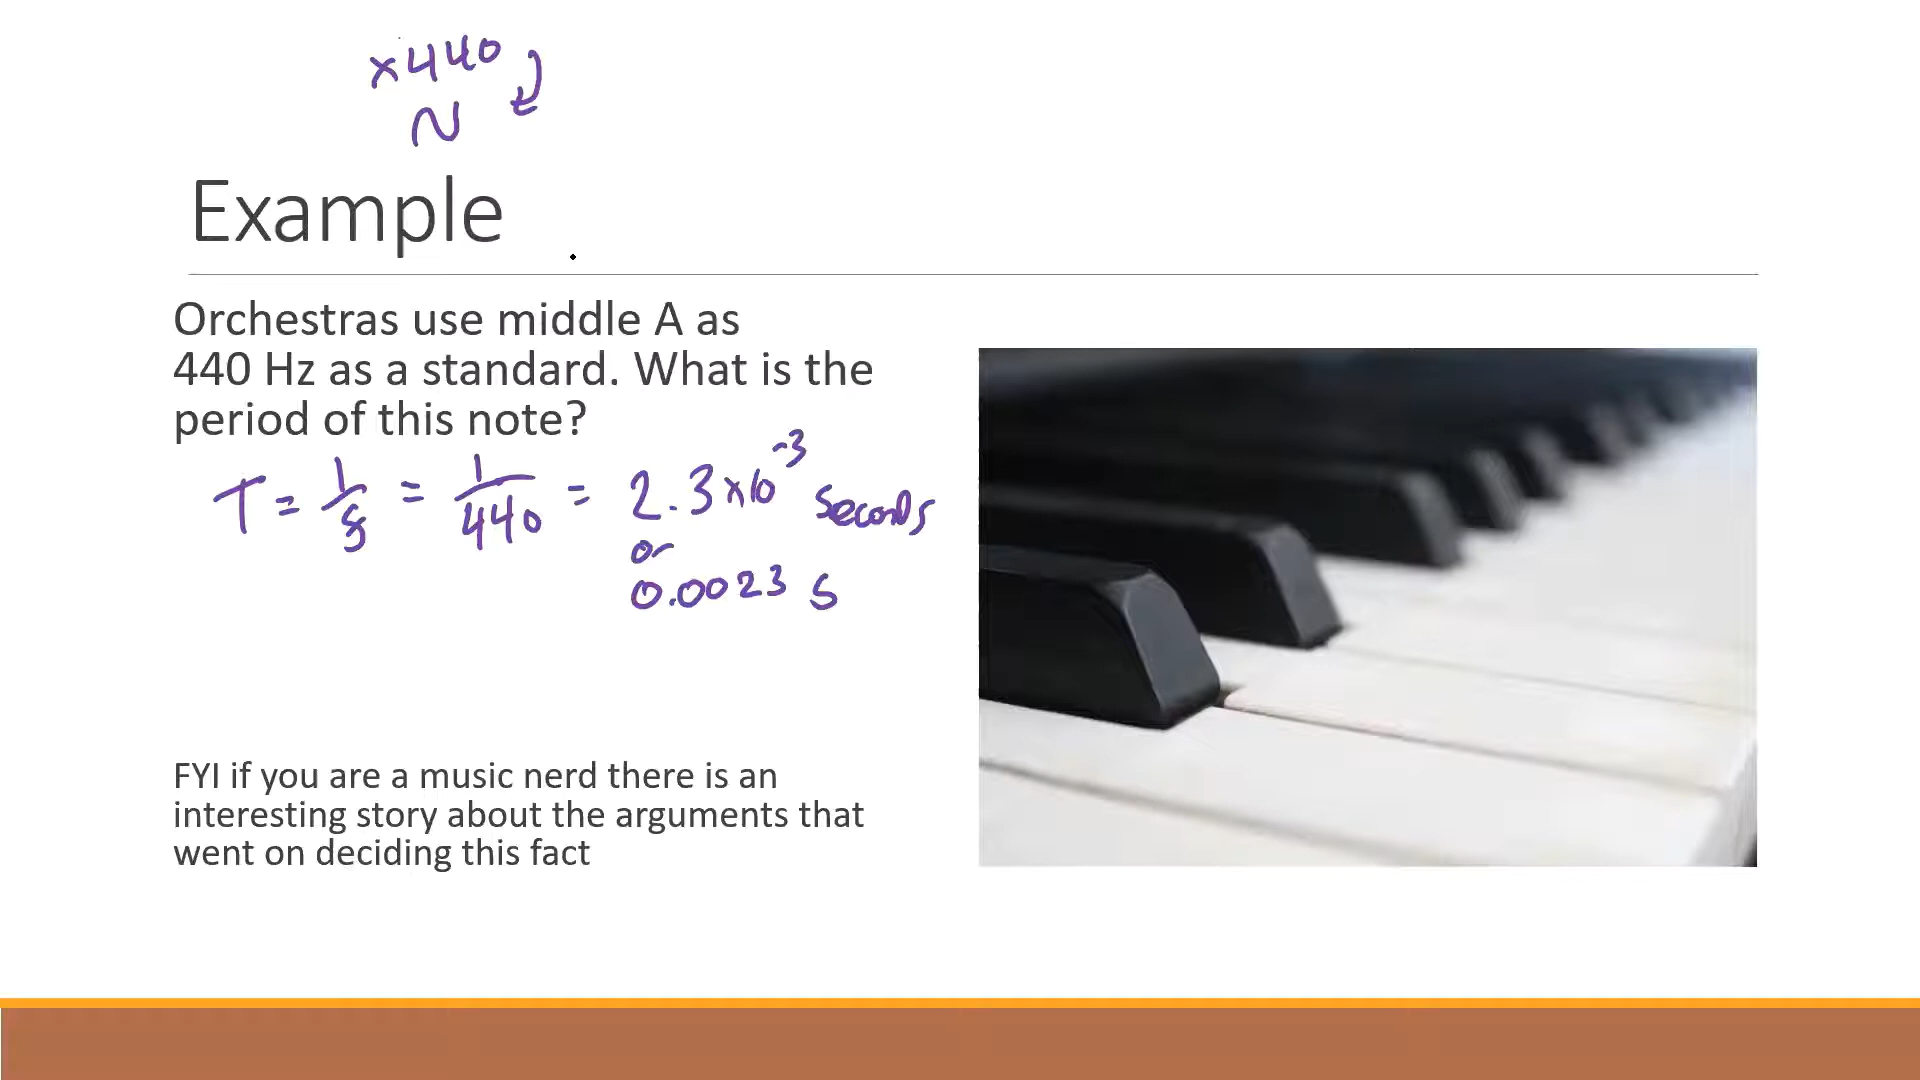 ×440
N
Example
Orchestras use middle A as
440 Hz as a standard. What is the
period of this note?
T = 1/f = 1/440 = 2.3×10⁻³ seconds
or
0.0023 s
FYI if you are a music nerd there is an
interesting story about the arguments that
went on deciding this fact